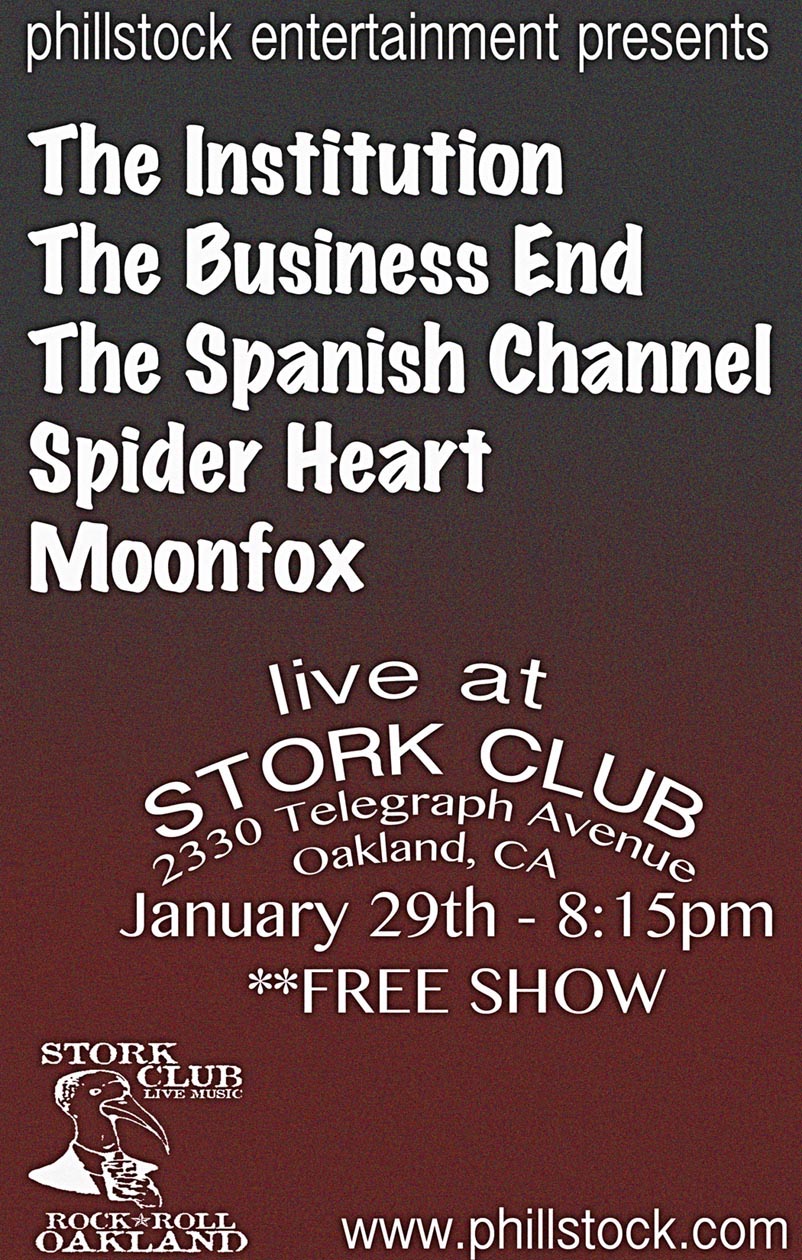 phillstock entertainment presents
The Institution
The Business End
The Spanish Channel
Spider Heart
Moonfox
live at
STORK CLUB
2330 Telegraph Avenue
Oakland, CA
January 29th - 8:15pm
**FREE SHOW
STORK
CLUB
LIVE MUSIC
ROCK☆ROLL
OAKLAND
www.phillstock.com